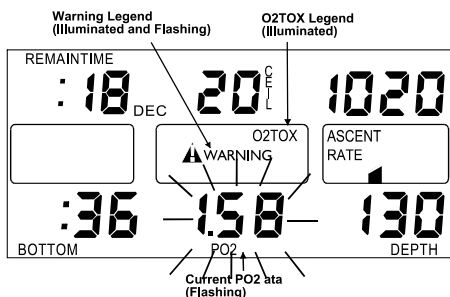 Warning Legend
(Illuminated and Flashing)
O2TOX Legend
(Illuminated)
REMAINTIME
:18 DEC 20 CEIL 1020
O2TOX
WARNING
ASCENT
RATE
:36 1.58 130
BOTTOM PO2 DEPTH
Current PO2 ata
(Flashing)